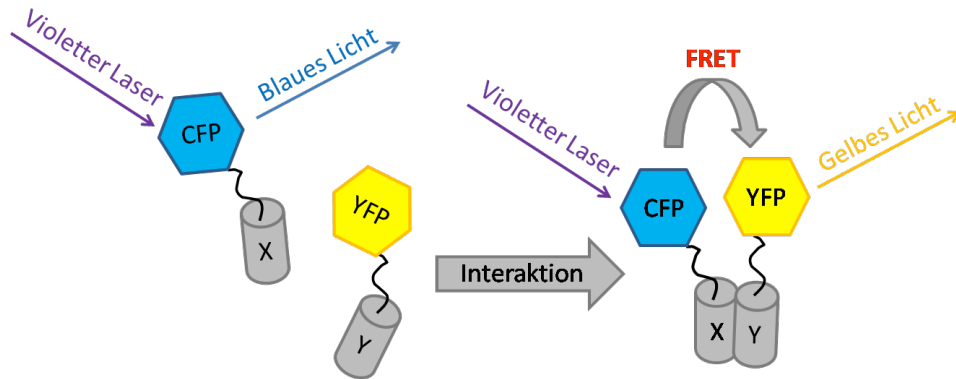 Violetter Laser
Blaues Licht
CFP
X
YFP
Y
Interaktion
FRET
Violetter Laser
CFP
YFP
Gelbes Licht
X
Y